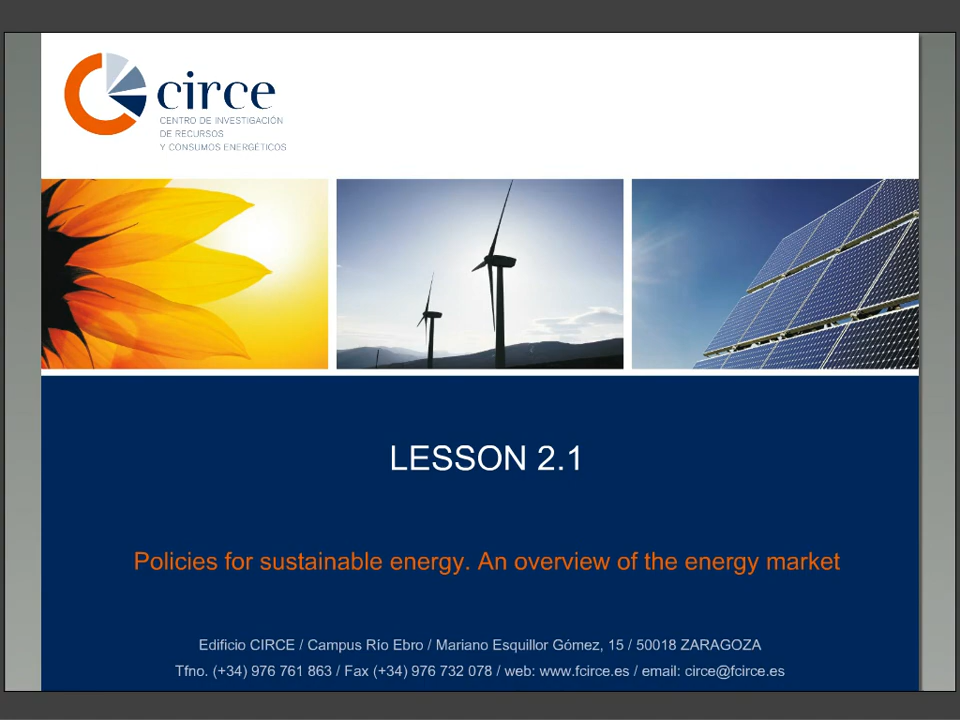 circe
CENTRO DE INVESTIGACIÓN
DE RECURSOS
Y CONSUMOS ENERGÉTICOS
LESSON 2.1
Policies for sustainable energy. An overview of the energy market
Edificio CIRCE / Campus Río Ebro / Mariano Esquillor Gómez, 15 / 50018 ZARAGOZA
Tfno. (+34) 976 761 863 / Fax (+34) 976 732 078 / web: www.fcirce.es / email: circe@fcirce.es